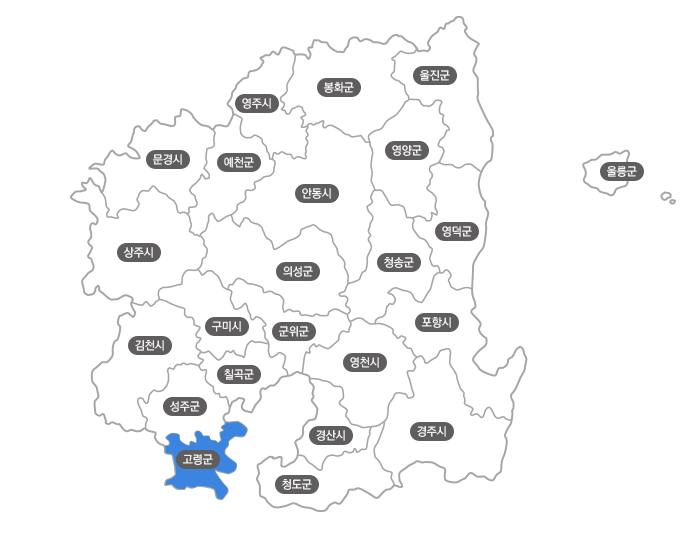 울진군
봉화군
영주시
영양군
문경시
예천군
울릉군
안동시
영덕군
상주시
청송군
의성군
포항시
구미시
군위군
김천시
영천시
칠곡군
성주군
경산시
경주시
고령군
청도군